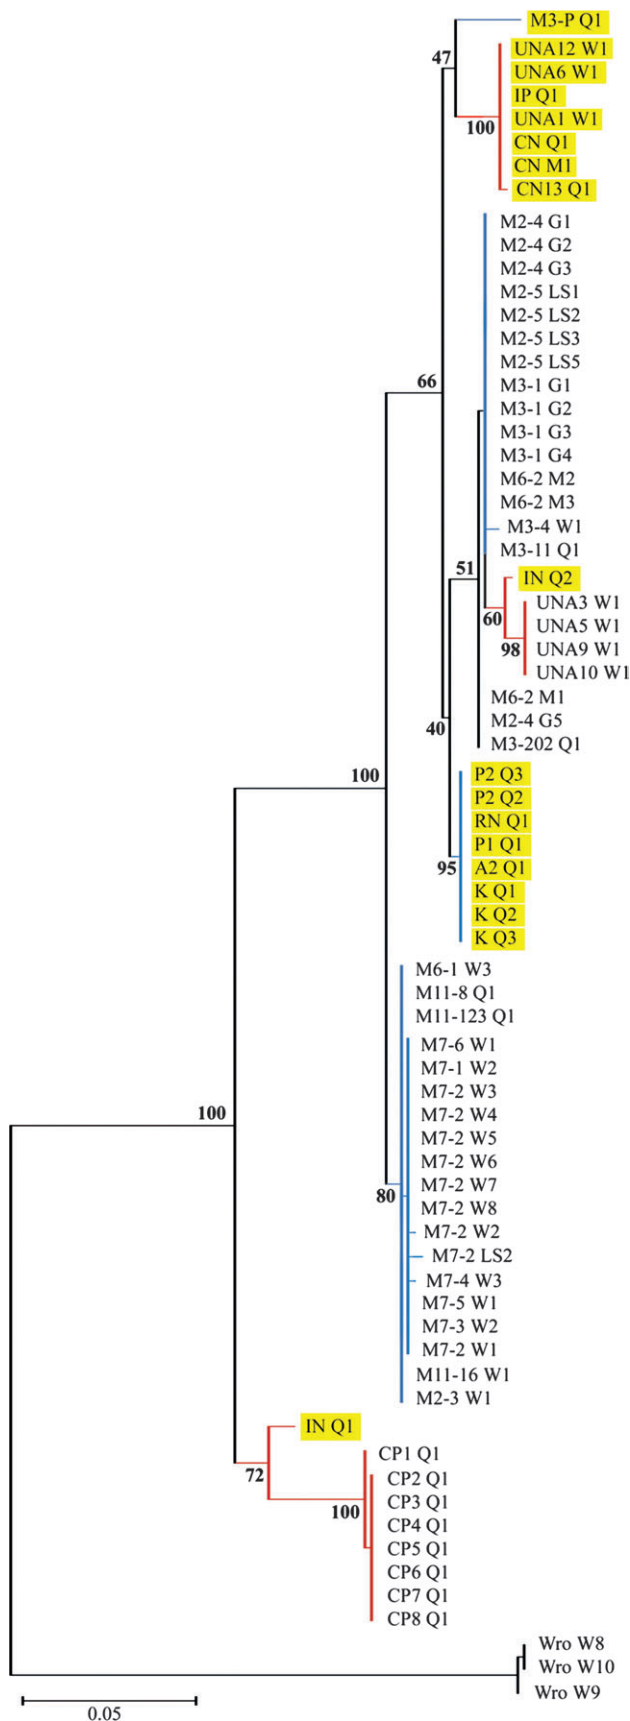 M3-P Q1
UNA12 W1
47
UNA6 W1
IP Q1
UNA1 W1
100
CN Q1
CN M1
CN13 Q1
M2-4 G1
M2-4 G2
M2-4 G3
M2-5 LS1
M2-5 LS2
M2-5 LS3
M2-5 LS5
66
M3-1 G1
M3-1 G2
M3-1 G3
M3-1 G4
M6-2 M2
M6-2 M3
M3-4 W1
M3-11 Q1
51
IN Q2
UNA3 W1
60
UNA5 W1
UNA9 W1
98
UNA10 W1
M6-2 M1
M2-4 G5
40
M3-202 Q1
100
P2 Q3
P2 Q2
RN Q1
P1 Q1
95
A2 Q1
K Q1
K Q2
K Q3
M6-1 W3
M11-8 Q1
M11-123 Q1
M7-6 W1
M7-1 W2
M7-2 W3
100
M7-2 W4
M7-2 W5
M7-2 W6
M7-2 W7
80
M7-2 W8
M7-2 W2
M7-2 LS2
M7-4 W3
M7-5 W1
M7-3 W2
M7-2 W1
M11-16 W1
M2-3 W1
IN Q1
CP1 Q1
72
CP2 Q1
CP3 Q1
100
CP4 Q1
CP5 Q1
CP6 Q1
CP7 Q1
CP8 Q1
Wro W8
Wro W10
Wro W9
0.05